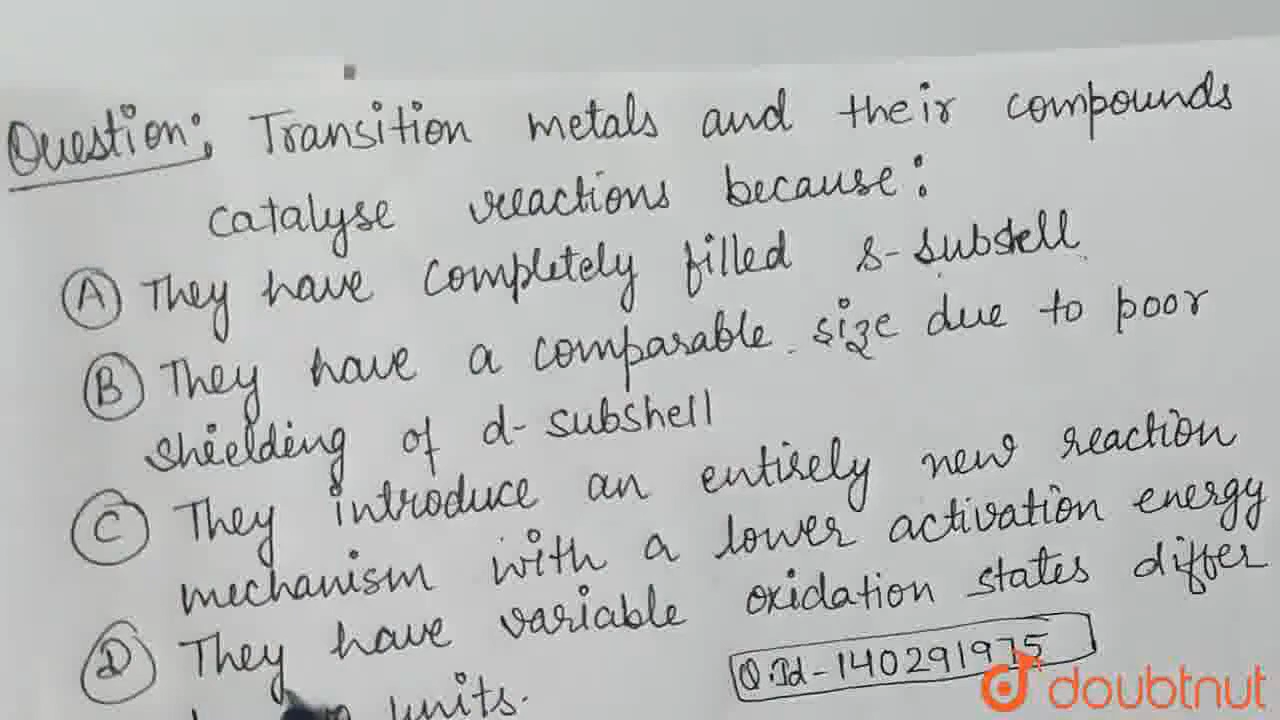 Question; Transition metals and their compounds
catalyse reactions because:
(A) They have completely filled s-subshell
(B) They have a comparable size due to poor
shielding of d-subshell
(C) They introduce an entirely new reaction
mechanism with a lower activation energy
(D) They have variable oxidation states differ
units.
Q.Id-140291975
doubtnut